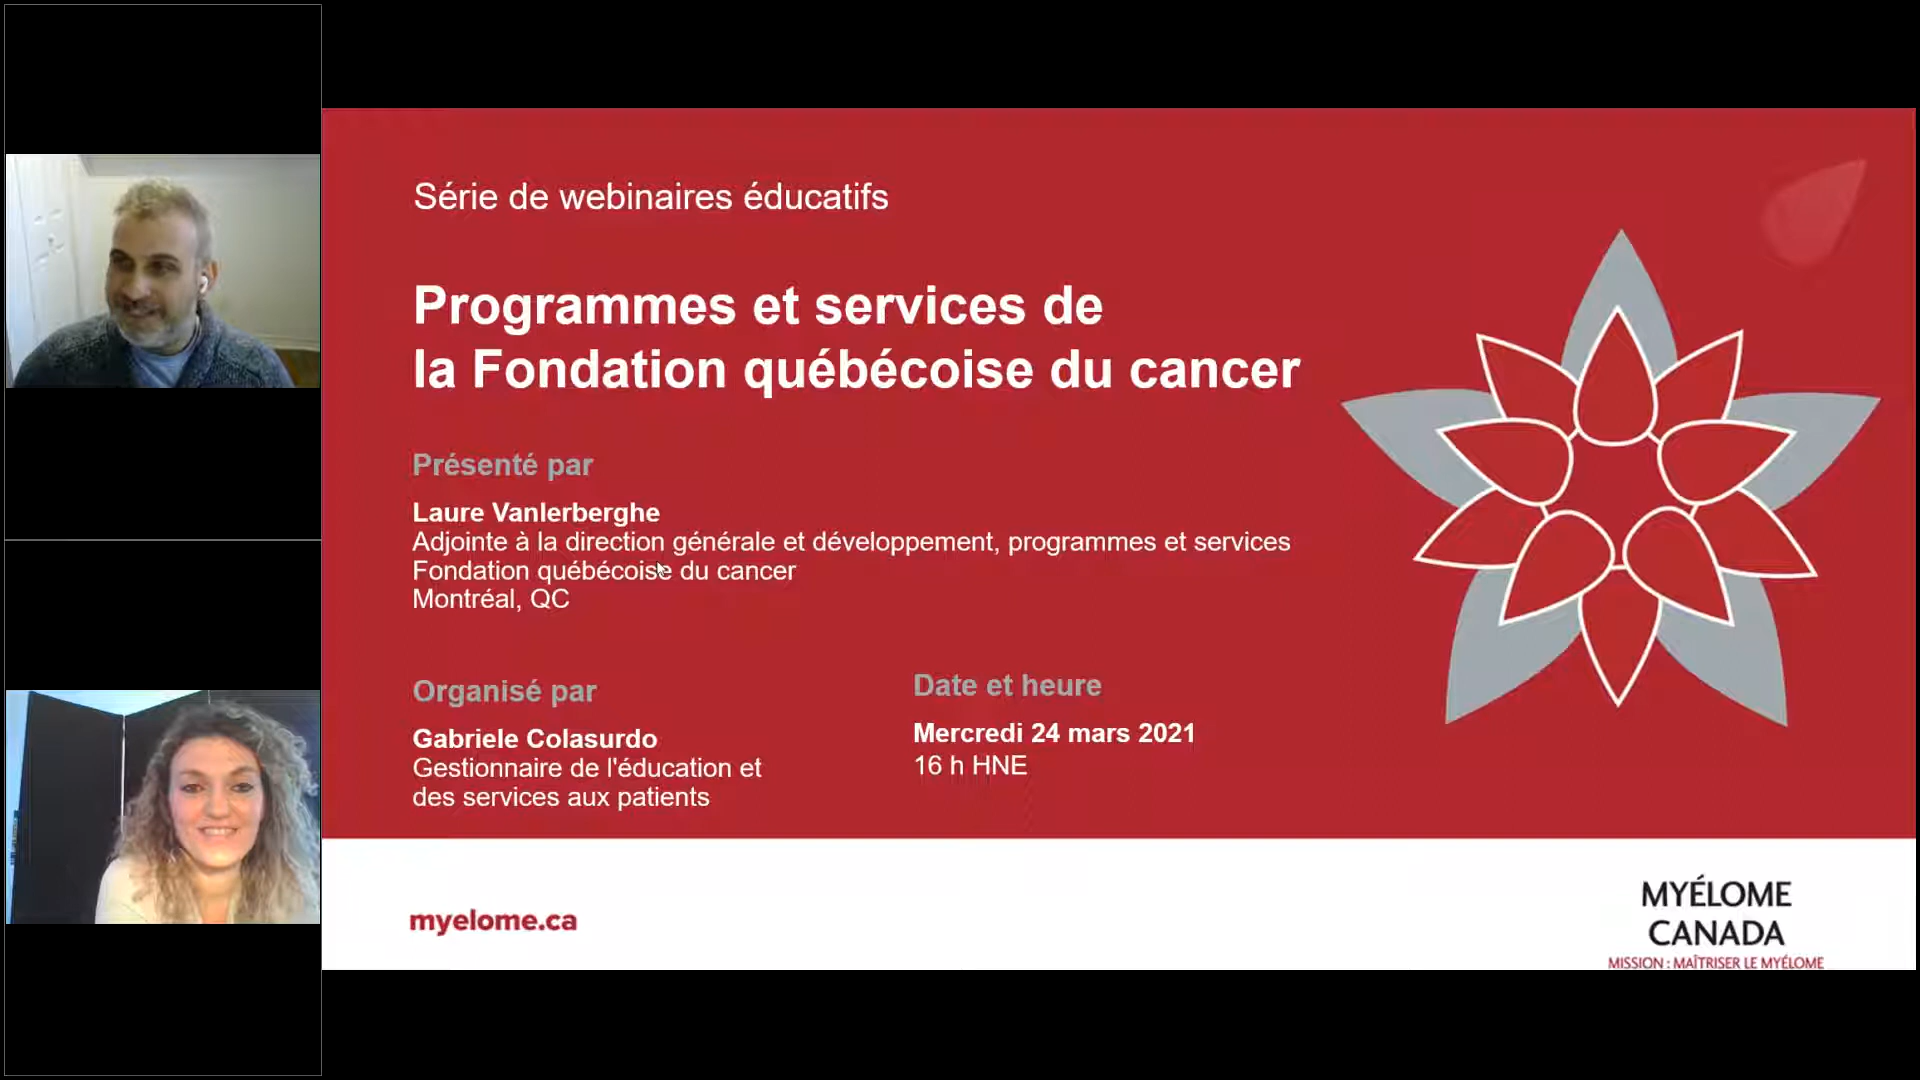 Série de webinaires éducatifs
Programmes et services de
la Fondation québécoise du cancer
Présenté par
Laure Vanlerberghe
Adjointe à la direction générale et développement, programmes et services
Fondation québécoise du cancer
Montréal, QC
Organisé par
Gabriele Colasurdo
Gestionnaire de l'éducation et
des services aux patients
Date et heure
Mercredi 24 mars 2021
16 h HNE
myelome.ca
MYÉLOME
CANADA
MISSION : MAÎTRISER LE MYÉLOME